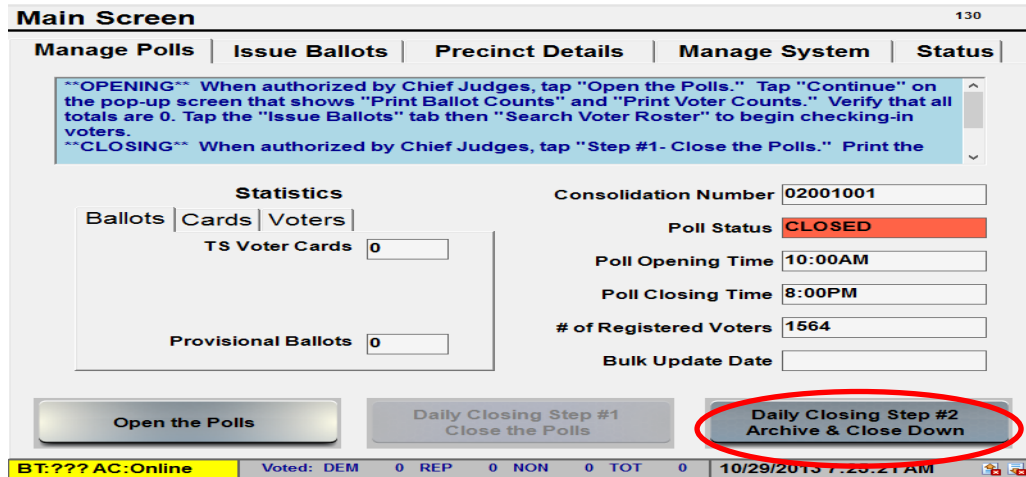 Main Screen 130
Manage Polls Issue Ballots Precinct Details Manage System Status
**OPENING** When authorized by Chief Judges, tap "Open the Polls." Tap "Continue" on
the pop-up screen that shows "Print Ballot Counts" and "Print Voter Counts." Verify that all
totals are 0. Tap the "Issue Ballots" tab then "Search Voter Roster" to begin checking-in
voters.
**CLOSING** When authorized by Chief Judges, tap "Step #1- Close the Polls." Print the
Statistics
Ballots Cards Voters
TS Voter Cards 0
Provisional Ballots 0
Consolidation Number 02001001
Poll Status CLOSED
Poll Opening Time 10:00AM
Poll Closing Time 8:00PM
# of Registered Voters 1564
Bulk Update Date
Open the Polls
Daily Closing Step #1
Close the Polls
Daily Closing Step #2
Archive & Close Down
BT:??? AC:Online Voted: DEM 0 REP 0 NON 0 TOT 0 10/29/2013 7:25:21 AM